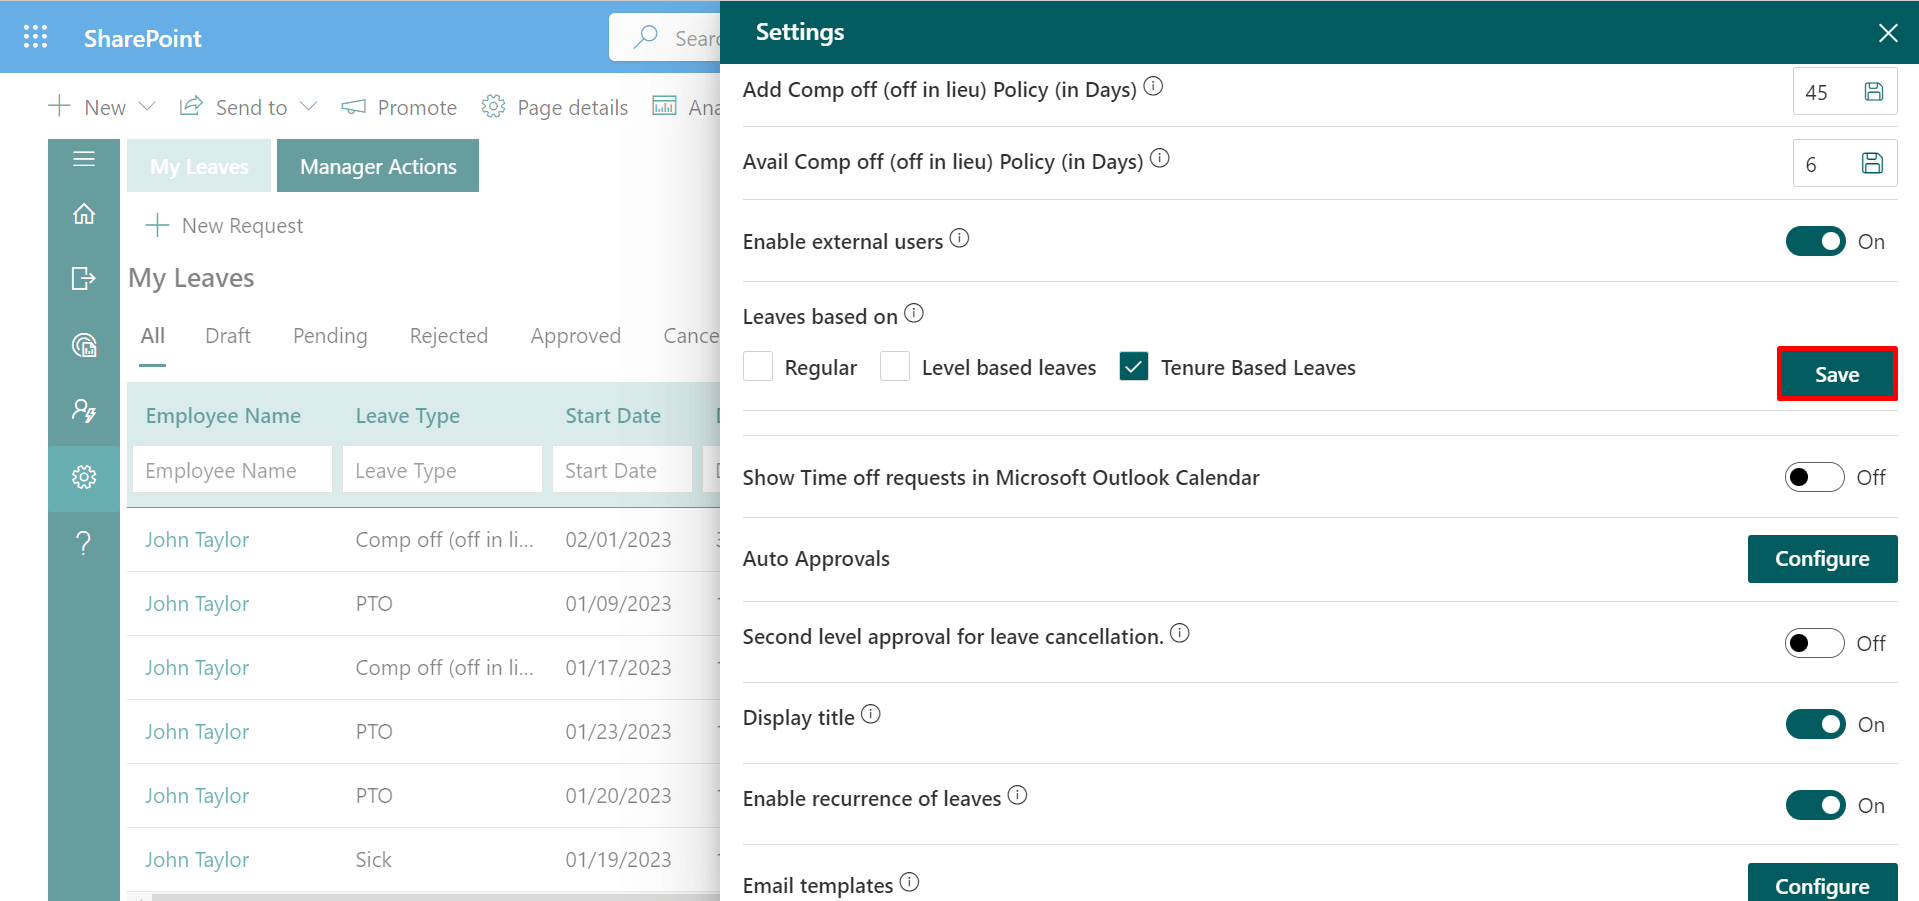 SharePoint
Sear
New
Send to
Promote
Page details
Ana
My Leaves
Manager Actions
New Request
My Leaves
All
Draft
Pending
Rejected
Approved
Cance
Employee Name
Leave Type
Start Date
Employee Name
Leave Type
Start Date
John Taylor
Comp off (off in li...
02/01/2023
John Taylor
PTO
01/09/2023
John Taylor
Comp off (off in li...
01/17/2023
John Taylor
PTO
01/23/2023
John Taylor
PTO
01/20/2023
John Taylor
Sick
01/19/2023
Settings
Add Comp off (off in lieu) Policy (in Days)
45
Avail Comp off (off in lieu) Policy (in Days)
6
Enable external users
On
Leaves based on
Regular
Level based leaves
Tenure Based Leaves
Save
Show Time off requests in Microsoft Outlook Calendar
Off
Auto Approvals
Configure
Second level approval for leave cancellation.
Off
Display title
On
Enable recurrence of leaves
On
Email templates
Configure